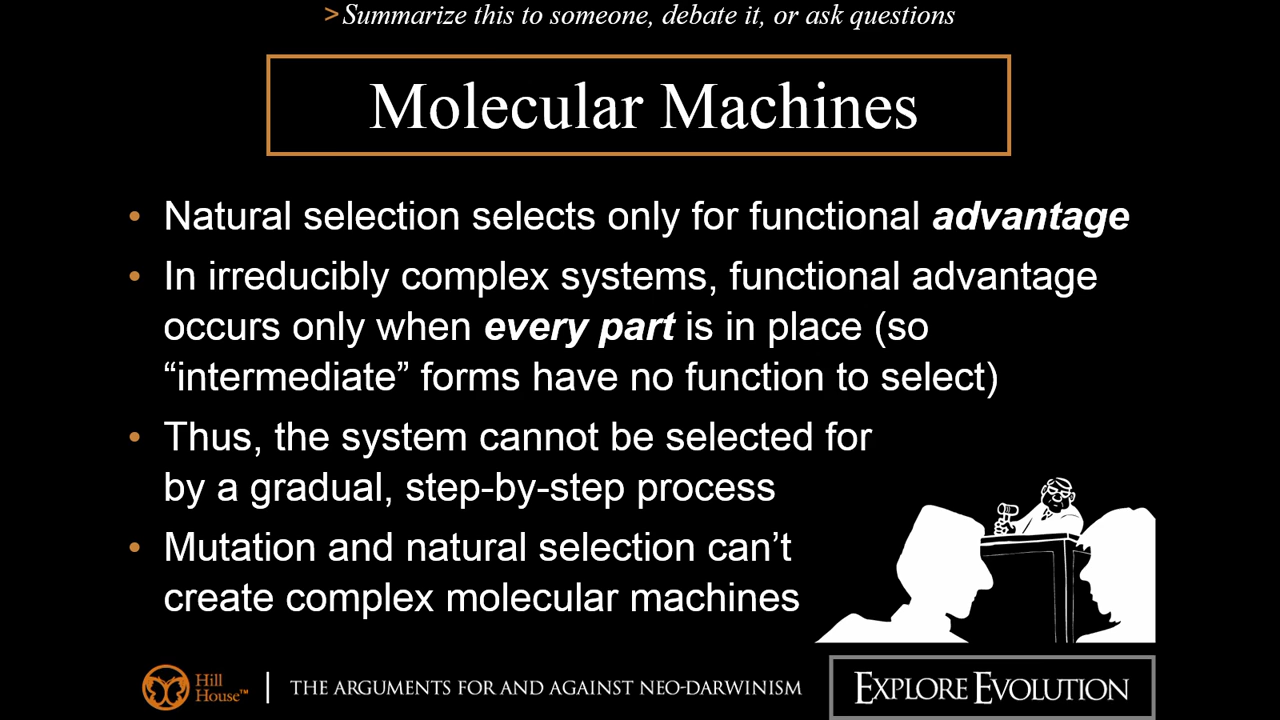 >Summarize this to someone, debate it, or ask questions
Molecular Machines
• Natural selection selects only for functional advantage
• In irreducibly complex systems, functional advantage
occurs only when every part is in place (so
“intermediate” forms have no function to select)
• Thus, the system cannot be selected for
by a gradual, step-by-step process
• Mutation and natural selection can’t
create complex molecular machines
Hill
House™
THE ARGUMENTS FOR AND AGAINST NEO-DARWINISM
EXPLORE EVOLUTION